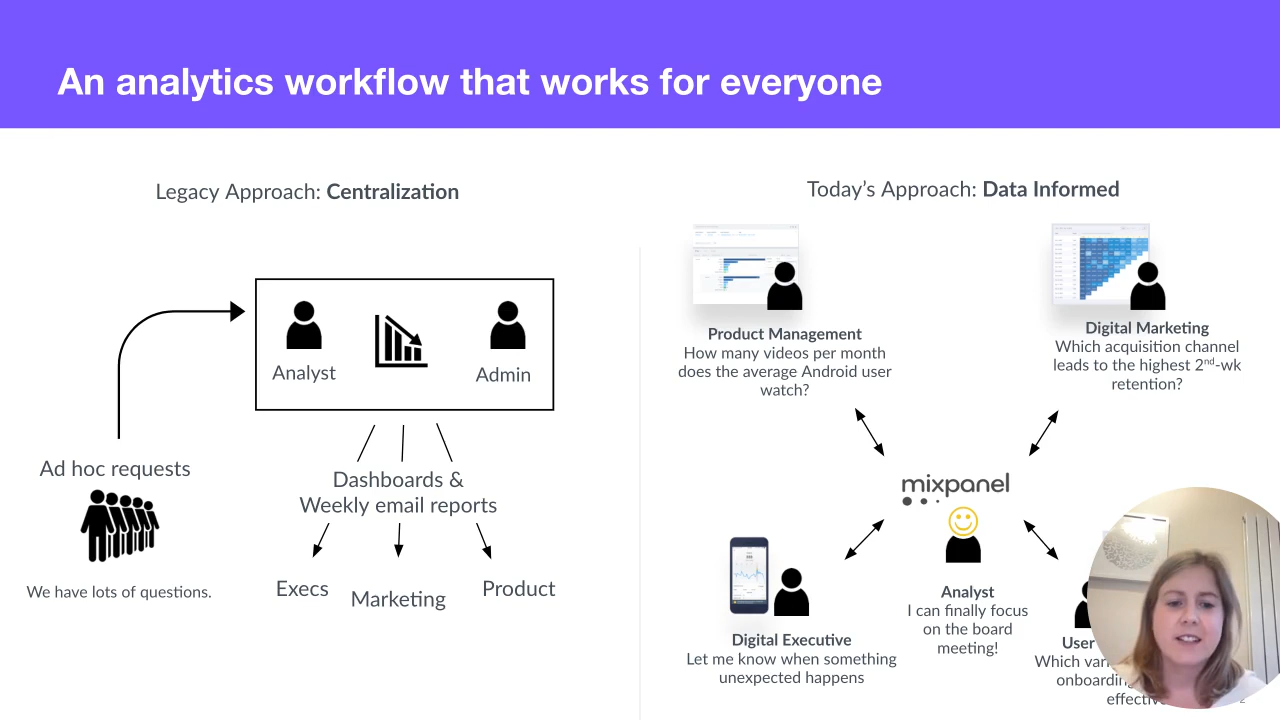 An analytics workflow that works for everyone
Legacy Approach: Centralization
Analyst
Admin
Ad hoc requests
We have lots of questions.
Dashboards &
Weekly email reports
Execs
Marketing
Product
Today's Approach: Data Informed
Product Management
How many videos per month
does the average Android user
watch?
Digital Marketing
Which acquisition channel
leads to the highest 2nd-wk
retention?
mixpanel
Digital Executive
Let me know when something
unexpected happens
Analyst
I can finally focus
on the board
meeting!
User
Which
2